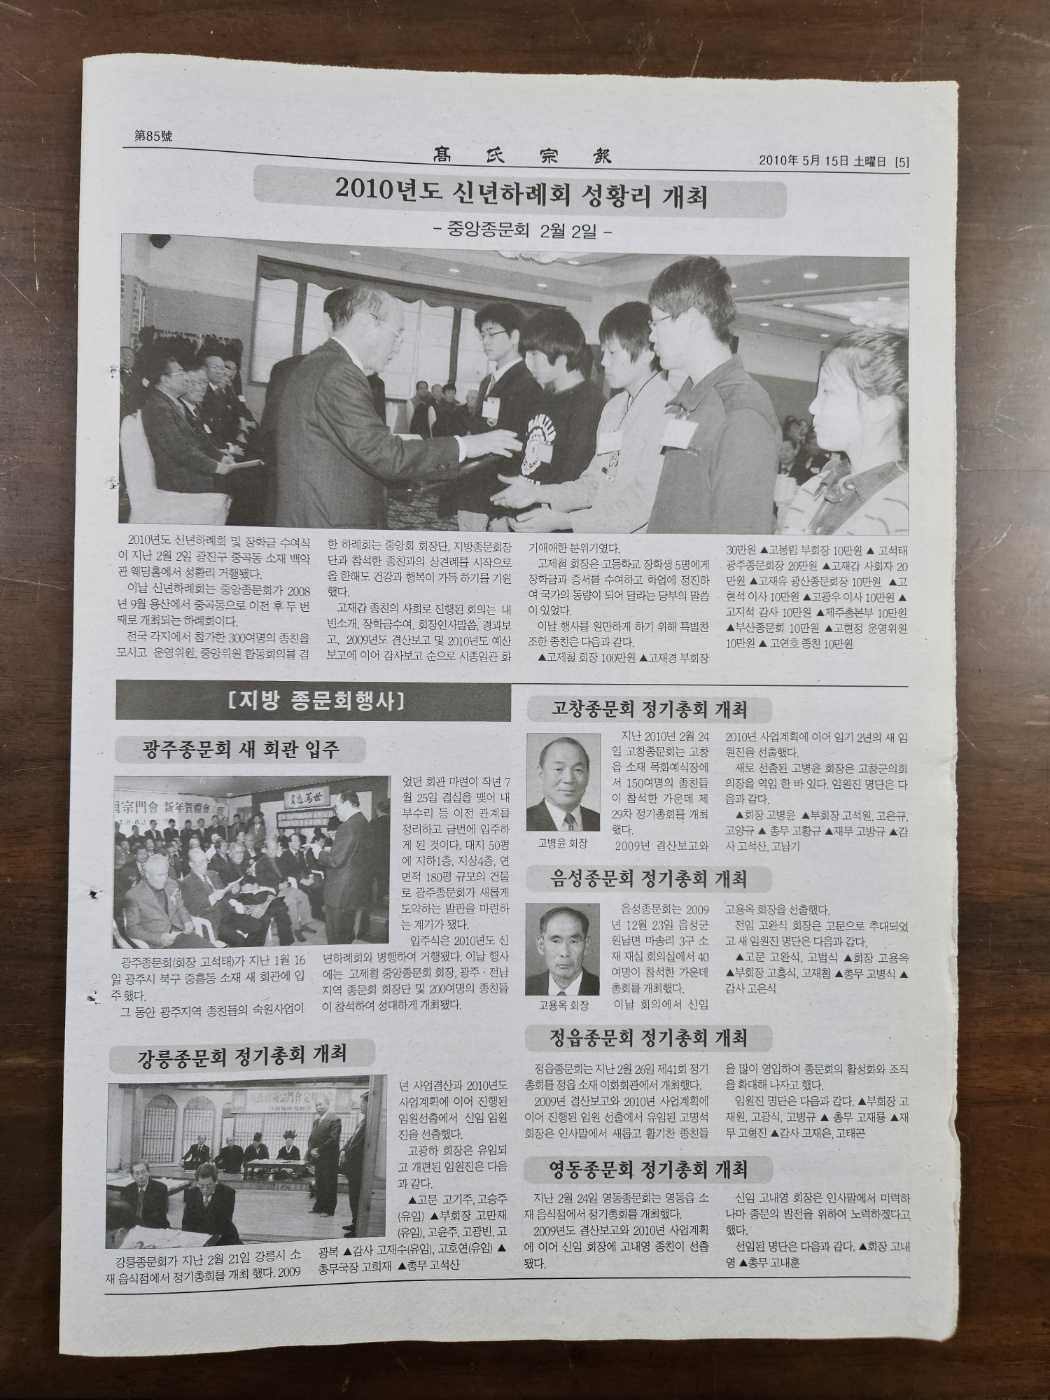 第85號
髙氏宗報
2010年 5月 15日 土曜日 [5]
2010년도 신년하례회 성황리 개최
- 중앙종문회 2월 2일 -
2010년도 신년하례회 및 장학금 수여식
이 지난 2월 2일 광진구 중곡동 소재 백악
관 웨딩홀에서 성황리 거행됐다.
이날 신년하례회는 중앙종문회가 2008
년 9월 용산에서 중곡동으로 이전 후 두 번
째로 개최되는 하례회이다.
전국 각지에서 참가한 300여명의 종친을
모시고 운영위원, 중앙위원 합동회의를 겸
한 하례회는 중앙회 회장단, 지방종문회장
단과 참석한 종친과의 상견례를 시작으로
올 한해도 건강과 행복이 가득 하기를 기원
했다.
고재갑 종친의 사회로 진행된 회의는 내
빈소개, 장학금수여, 회장인사말씀, 경과보
고, 2009년도 결산보고 및 2010년도 예산
보고에 이어 감사보고 순으로 시종일관 화
기애애한 분위기였다.
고제철 회장은 고등학교 장학생 5명에게
장학금과 증서를 수여하고 학업에 정진하
여 국가의 동량이 되어 달라는 당부의 말씀
이 있었다.
이날 행사를 원만하게 하기 위해 특별찬
조한 종친은 다음과 같다.
▲고제철 회장 100만원 ▲고재경 부회장
30만원 ▲고봉림 부회장 10만원 ▲ 고석태
광주종문회장 20만원 ▲고재갑 사회자 20
만원 ▲고재유 광산종문회장 10만원 ▲고
현석 이사 10만원 ▲고광수 이사 10만원 ▲
고지석 감사 10만원 ▲제주총본부 10만원
▲부산종문회 10만원 ▲고현정 운영위원
10만원 ▲ 고연호 종친 10만원
[지방 종문회행사]
광주종문회 새 회관 입주
宗門會 新年賀禮會
광주종문회(회장 고석태)가 지난 1월 16
일 광주시 북구 중흥동 소재 새 회관에 입
주 했다.
그 동안 광주지역 종친들의 숙원사업이
었던 회관 마련이 작년 7
월 25일 결실을 맺어 내
부수리 등 이전 관계를
정리하고 금번에 입주하
게 된 것이다. 대지 50평
에 지하1층, 지상4층, 연
면적 180평 규모의 건물
로 광주종문회가 새롭게
도약하는 발판을 마련하
는 계기가 됐다.
입주식은 2010년도 신
년하례회와 병행하여 거행됐다. 이날 행사
에는 고제철 중앙종문회 회장, 광주·전남
지역 종문회 회장단 및 200여명의 종친들
이 참석하여 성대하게 개최됐다.
강릉종문회 정기총회 개최
강릉종문회가 지난 2월 21일 강릉시 소
재 음식점에서 정기총회를 개최 했다. 2009
년 사업결산과 2010년도
사업계획에 이어 진행된
임원선출에서 신임 임원
진을 선출했다.
고광하 회장은 유임되
고 개편된 임원진은 다음
과 같다.
▲고문 고기주, 고승주
(유임) ▲부회장 고만재
(유임), 고윤주, 고광빈, 고
광복 ▲감사 고재수(유임), 고호연(유임) ▲
총무국장 고희재 ▲총무 고석산
고창종문회 정기총회 개최
고병윤 회장
지난 2010년 2월 24
일 고창종문회는 고창
읍 소재 목화예식장에
서 150여명의 종친들
이 참석한 가운데 제
29차 정기총회를 개최
했다.
2009년 결산보고와
2010년 사업계획에 이어 임기 2년의 새 임
원진을 선출했다.
새로 선출된 고병윤 회장은 고창군의회
의장을 역임 한 바 있다. 임원진 명단은 다
음과 같다.
▲회장 고병윤 ▲부회장 고석원, 고은규,
고양규 ▲ 총무 고황규 ▲재무 고방규 ▲감
사 고석산, 고남기
음성종문회 정기총회 개최
고용옥 회장
음성종문회는 2009
년 12월 23일 음성군
원남면 마송리 3구 소
재 재실 회의실에서 40
여명이 참석한 가운데
총회를 개최했다.
이날 회의에서 신임
고용옥 회장을 선출했다.
전임 고완식 회장은 고문으로 추대되었
고 새 임원진 명단은 다음과 같다.
▲고문 고완식, 고범식 ▲회장 고용옥
▲부회장 고흥식, 고재철 ▲총무 고병식 ▲
감사 고은식
정읍종문회 정기총회 개최
정읍종문회는 지난 2월 26일 제41회 정기
총회를 정읍 소재 이화회관에서 개최했다.
2009년 결산보고와 2010년 사업계획에
이어 진행된 임원 선출에서 유임된 고명석
회장은 인사말에서 새롭고 활기찬 종친들
을 많이 영입하여 종문회의 활성화와 조직
을 확대해 나자고 했다.
임원진 명단은 다음과 같다. ▲부회장 고
재원, 고광식, 고병규 ▲ 총무 고재룡 ▲재
무 고형진 ▲감사 고재은, 고태곤
영동종문회 정기총회 개최
지난 2월 24일 영동종문회는 영동읍 소
재 음식점에서 정기총회를 개최했다.
2009년도 결산보고와 2010년 사업계획
에 이어 신임 회장에 고내영 종친이 선출
됐다.
신임 고내영 회장은 인사말에서 미력하
나마 종문의 발전을 위하여 노력하겠다고
했다.
선임된 명단은 다음과 같다. ▲회장 고내
영 ▲총무 고내훈